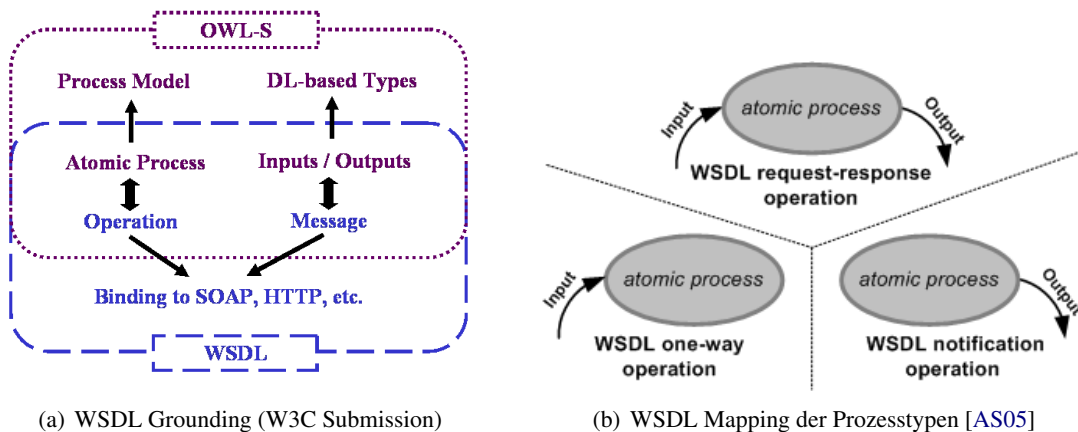 OWL-S
Process Model
DL-based Types
Atomic Process
Inputs / Outputs
Operation
Message
Binding to SOAP, HTTP, etc.
WSDL
(a) WSDL Grounding (W3C Submission)
Input
atomic process
Output
WSDL request-response
operation
Input
atomic process
WSDL one-way
operation
atomic process
Output
WSDL notification
operation
(b) WSDL Mapping der Prozesstypen [AS05]